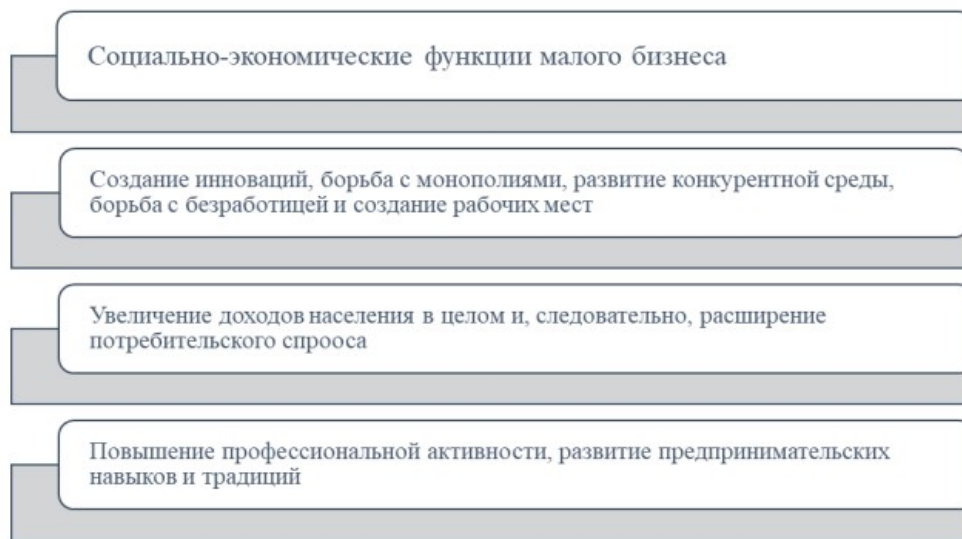 Социально-экономические функции малого бизнеса
Создание инноваций, борьба с монополиями, развитие конкурентной среды,
борьба с безработицей и создание рабочих мест
Увеличение доходов населения в целом и, следовательно, расширение
потребительского спрооса
Повышение профессиональной активности, развитие предпринимательских
навыков и традиций